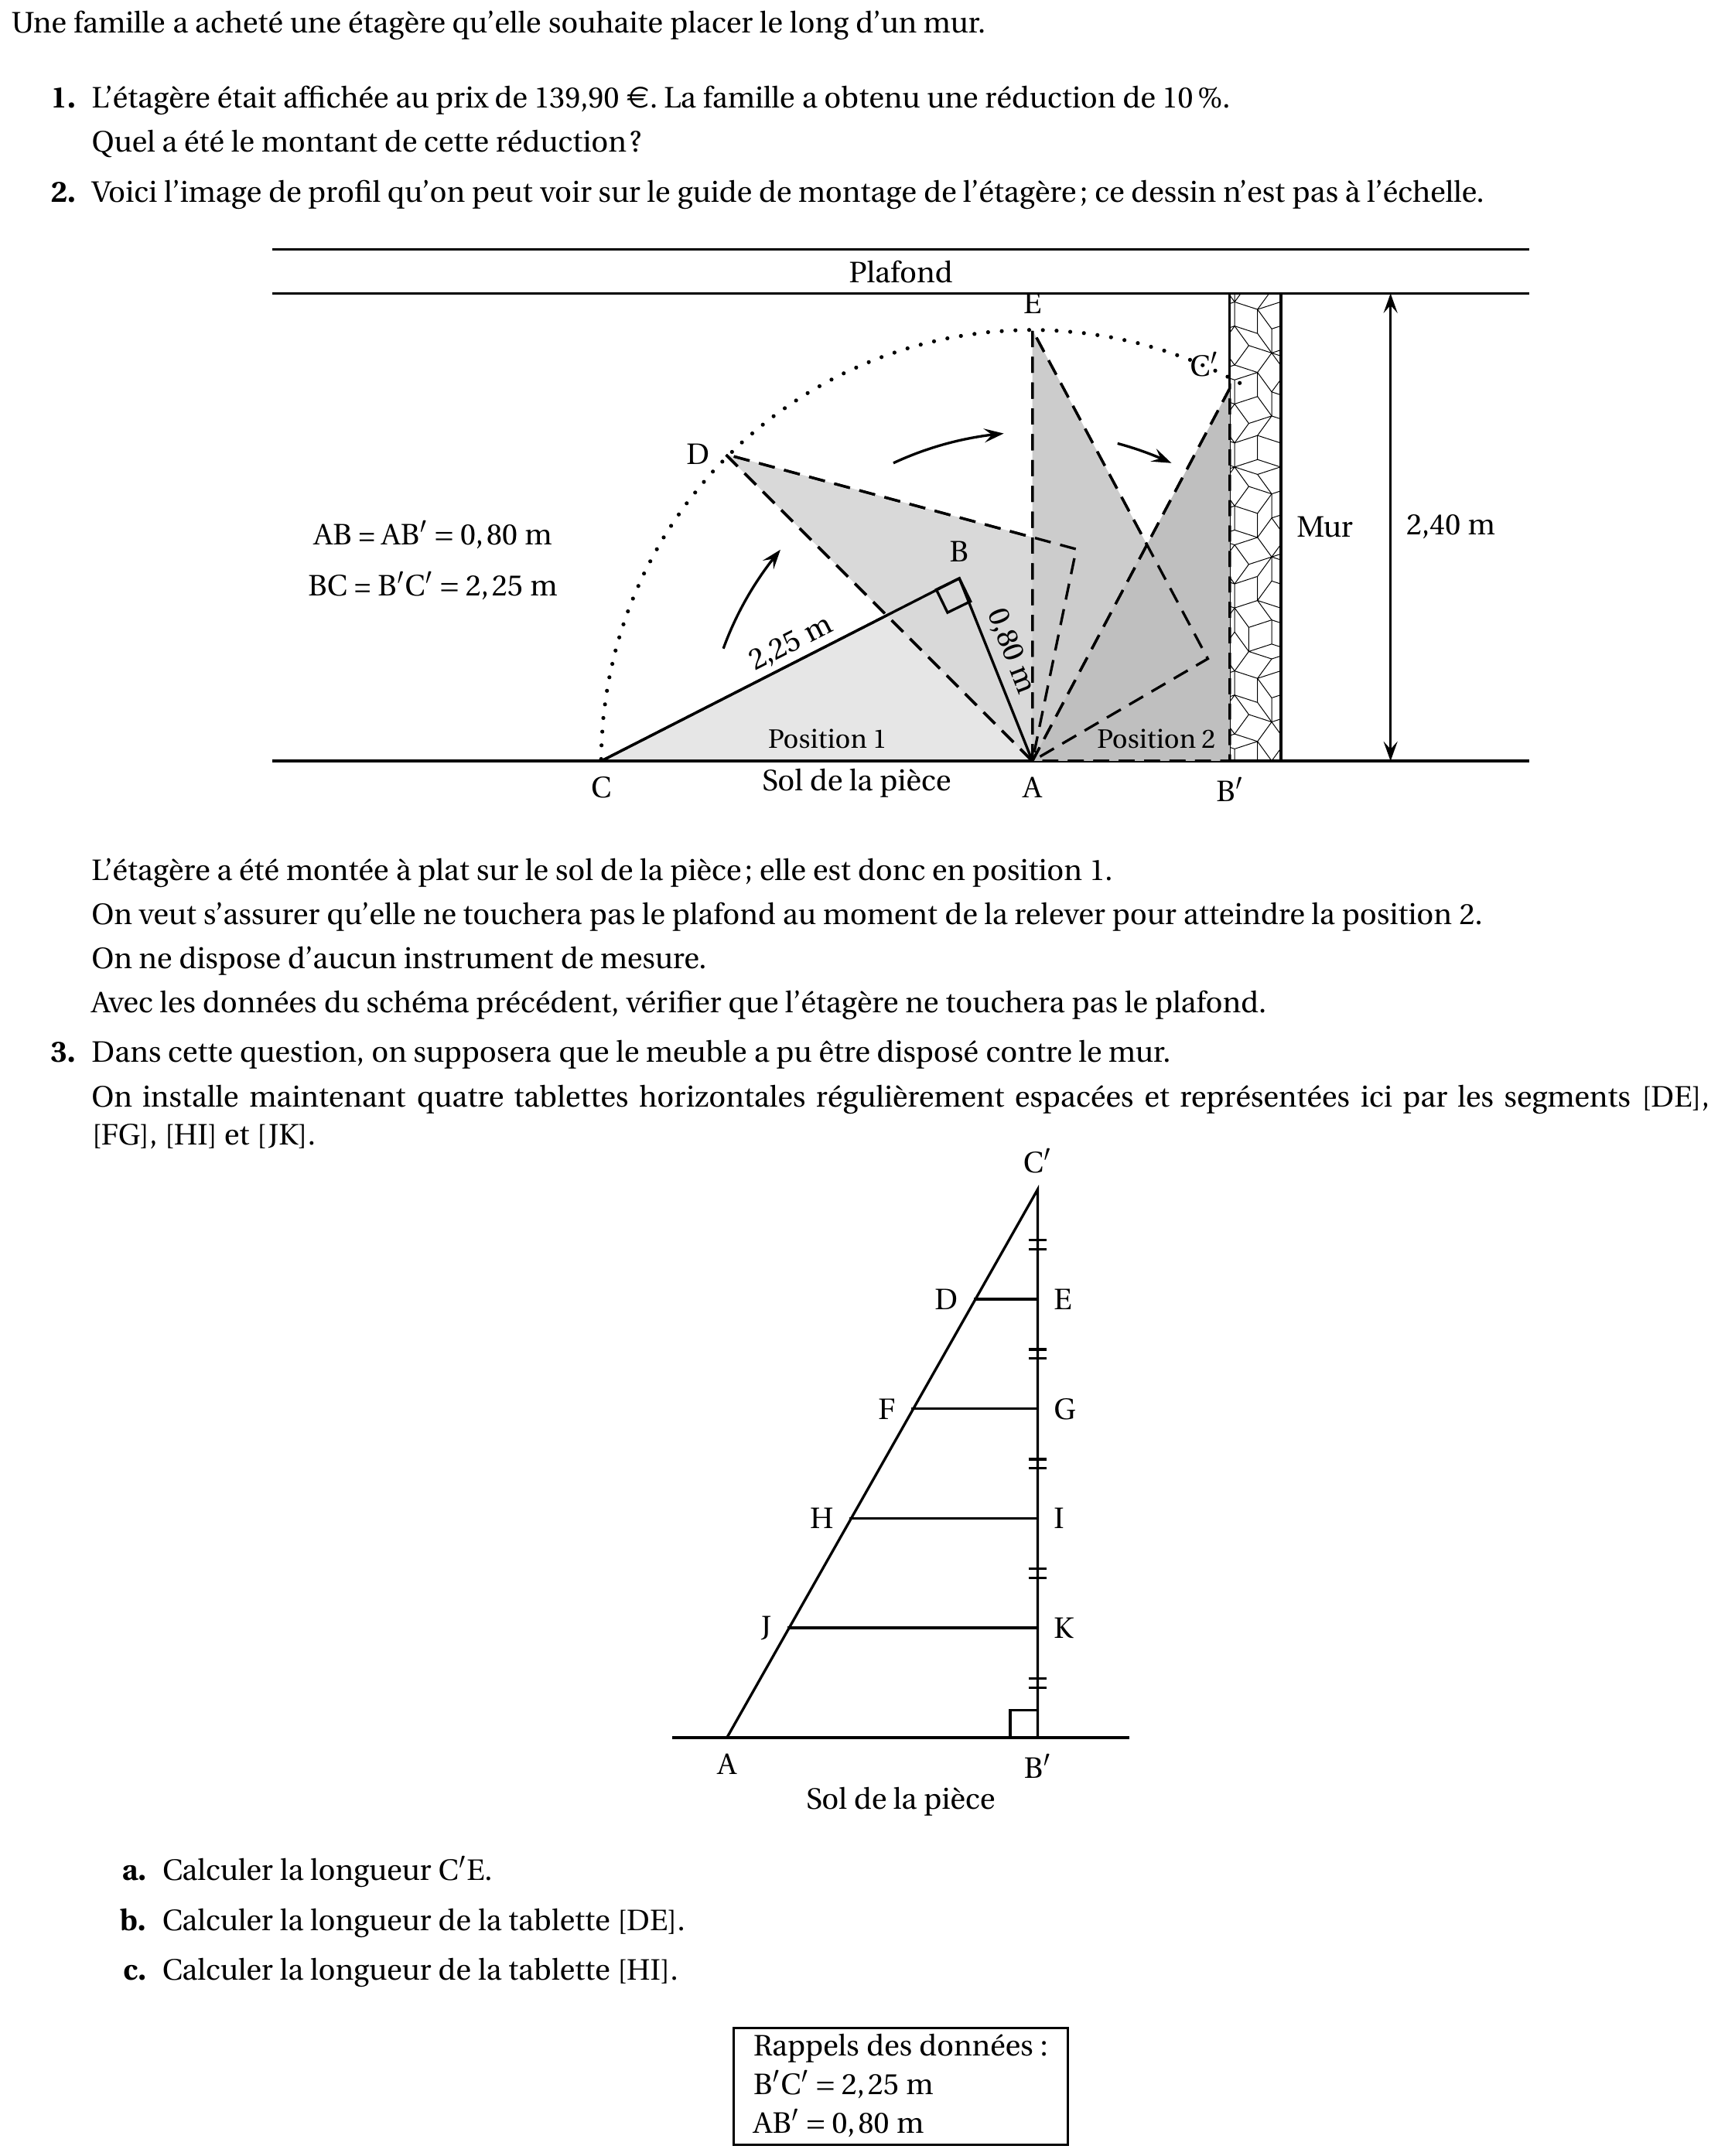 Une famille a acheté une étagère qu'elle souhaite placer le long d'un mur.
1. L'étagère était affichée au prix de 139,90 €. La famille a obtenu une réduction de 10 %.
Quel a été le montant de cette réduction ?
2. Voici l'image de profil qu'on peut voir sur le guide de montage de l'étagère ; ce dessin n'est pas à l'échelle.
Plafond
E
C′
D
B
AB = AB′ = 0,80 m
BC = B′C′ = 2,25 m
2,25 m
0,80 m
Mur
2,40 m
Position 1
Position 2
Sol de la pièce
C
A
B′
L'étagère a été montée à plat sur le sol de la pièce ; elle est donc en position 1.
On veut s'assurer qu'elle ne touchera pas le plafond au moment de la relever pour atteindre la position 2.
On ne dispose d'aucun instrument de mesure.
Avec les données du schéma précédent, vérifier que l'étagère ne touchera pas le plafond.
3. Dans cette question, on supposera que le meuble a pu être disposé contre le mur.
On installe maintenant quatre tablettes horizontales régulièrement espacées et représentées ici par les segments [DE],
[FG], [HI] et [JK].
C′
D E
F G
H I
J K
A B′
Sol de la pièce
a. Calculer la longueur C′E.
b. Calculer la longueur de la tablette [DE].
c. Calculer la longueur de la tablette [HI].
Rappels des données :
B′C′ = 2,25 m
AB′ = 0,80 m